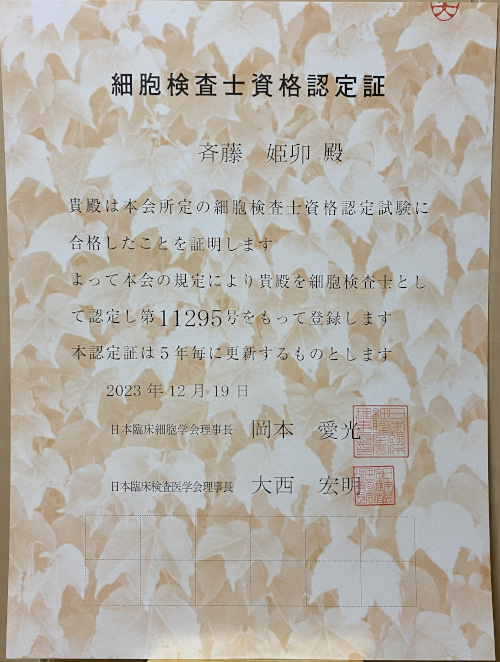 細胞検査士資格認定証
斉藤 姫卯 殿
貴殿は本会所定の細胞検査士資格認定試験に
合格したことを証明します
よって本会の規定により貴殿を細胞検査士とし
て認定し第11295号をもって登録します
本認定証は5年毎に更新するものとします
2023年12月19日
日本臨床細胞学会理事長 岡本 愛光
日本臨床検査医学会理事長 大西 宏明